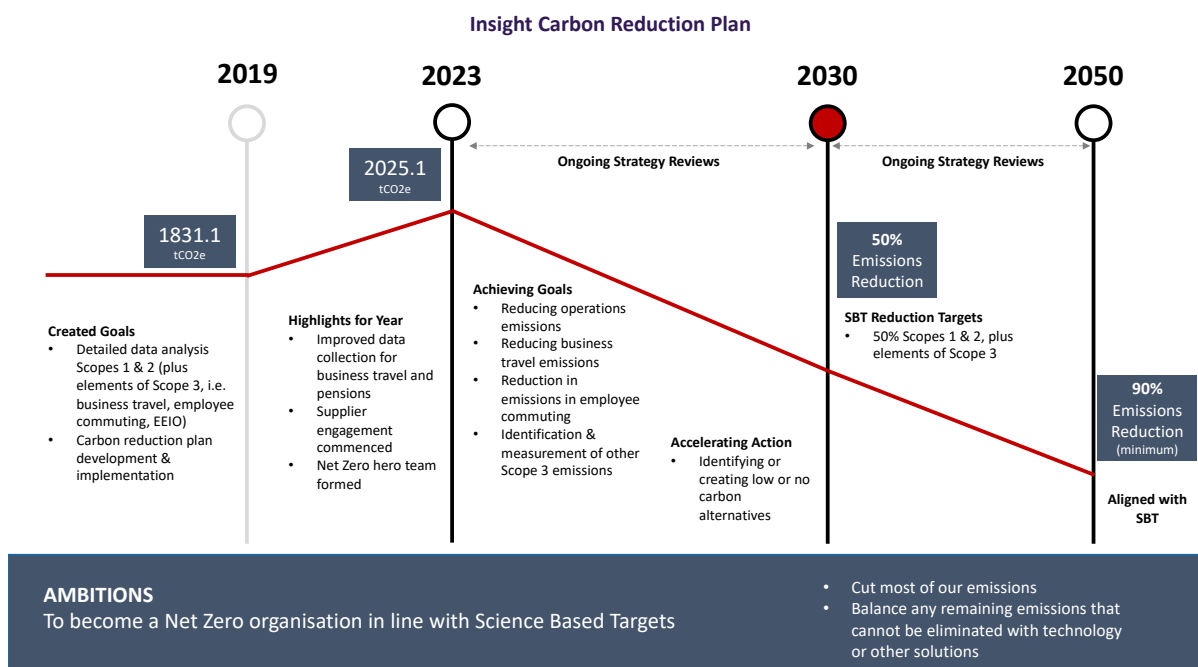 Insight Carbon Reduction Plan
2019
2023
2030
2050
Ongoing Strategy Reviews
Ongoing Strategy Reviews
1831.1
tCO2e
2025.1
tCO2e
50%
Emissions
Reduction
90%
Emissions
Reduction
(minimum)
Created Goals
• Detailed data analysis
Scopes 1 & 2 (plus
elements of Scope 3, i.e.
business travel, employee
commuting, EEIO)
• Carbon reduction plan
development &
implementation
Highlights for Year
• Improved data
collection for
business travel and
pensions
• Supplier
engagement
commenced
• Net Zero hero team
formed
Achieving Goals
• Reducing operations
emissions
• Reducing business
travel emissions
• Reduction in
emissions in employee
commuting
• Identification &
measurement of other
Scope 3 emissions
Accelerating Action
• Identifying or
creating low or no
carbon
alternatives
SBT Reduction Targets
• 50% Scopes 1 & 2, plus
elements of Scope 3
Aligned with
SBT
AMBITIONS
To become a Net Zero organisation in line with Science Based Targets
• Cut most of our emissions
• Balance any remaining emissions that
cannot be eliminated with technology
or other solutions